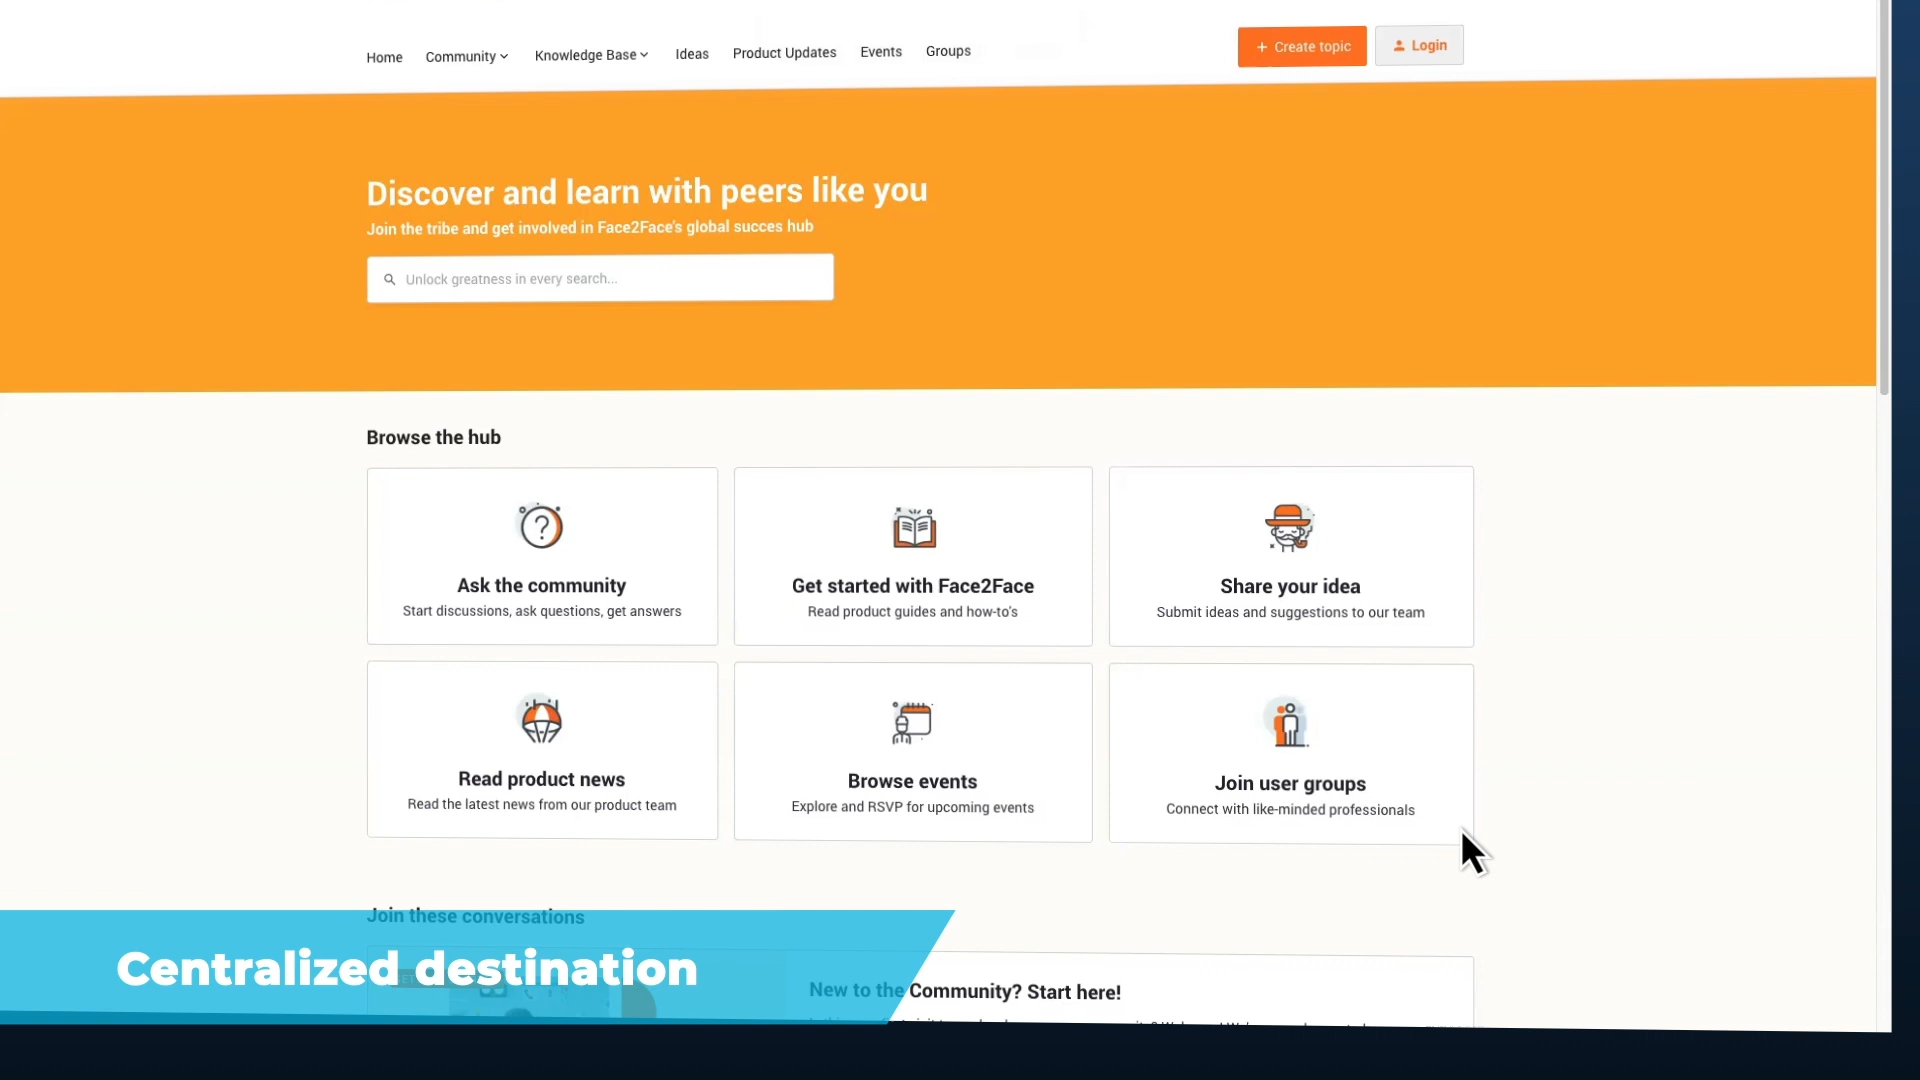 Home
Community
Knowledge Base
Ideas
Product Updates
Events
Groups
+ Create topic
Login
Discover and learn with peers like you
Join the tribe and get involved in Face2Face's global succes hub
Unlock greatness in every search...
Browse the hub
Ask the community
Start discussions, ask questions, get answers
Get started with Face2Face
Read product guides and how-to's
Share your idea
Submit ideas and suggestions to our team
Read product news
Read the latest news from our product team
Browse events
Explore and RSVP for upcoming events
Join user groups
Connect with like-minded professionals
Join these conversations
Centralized destination
New to the Community? Start here!